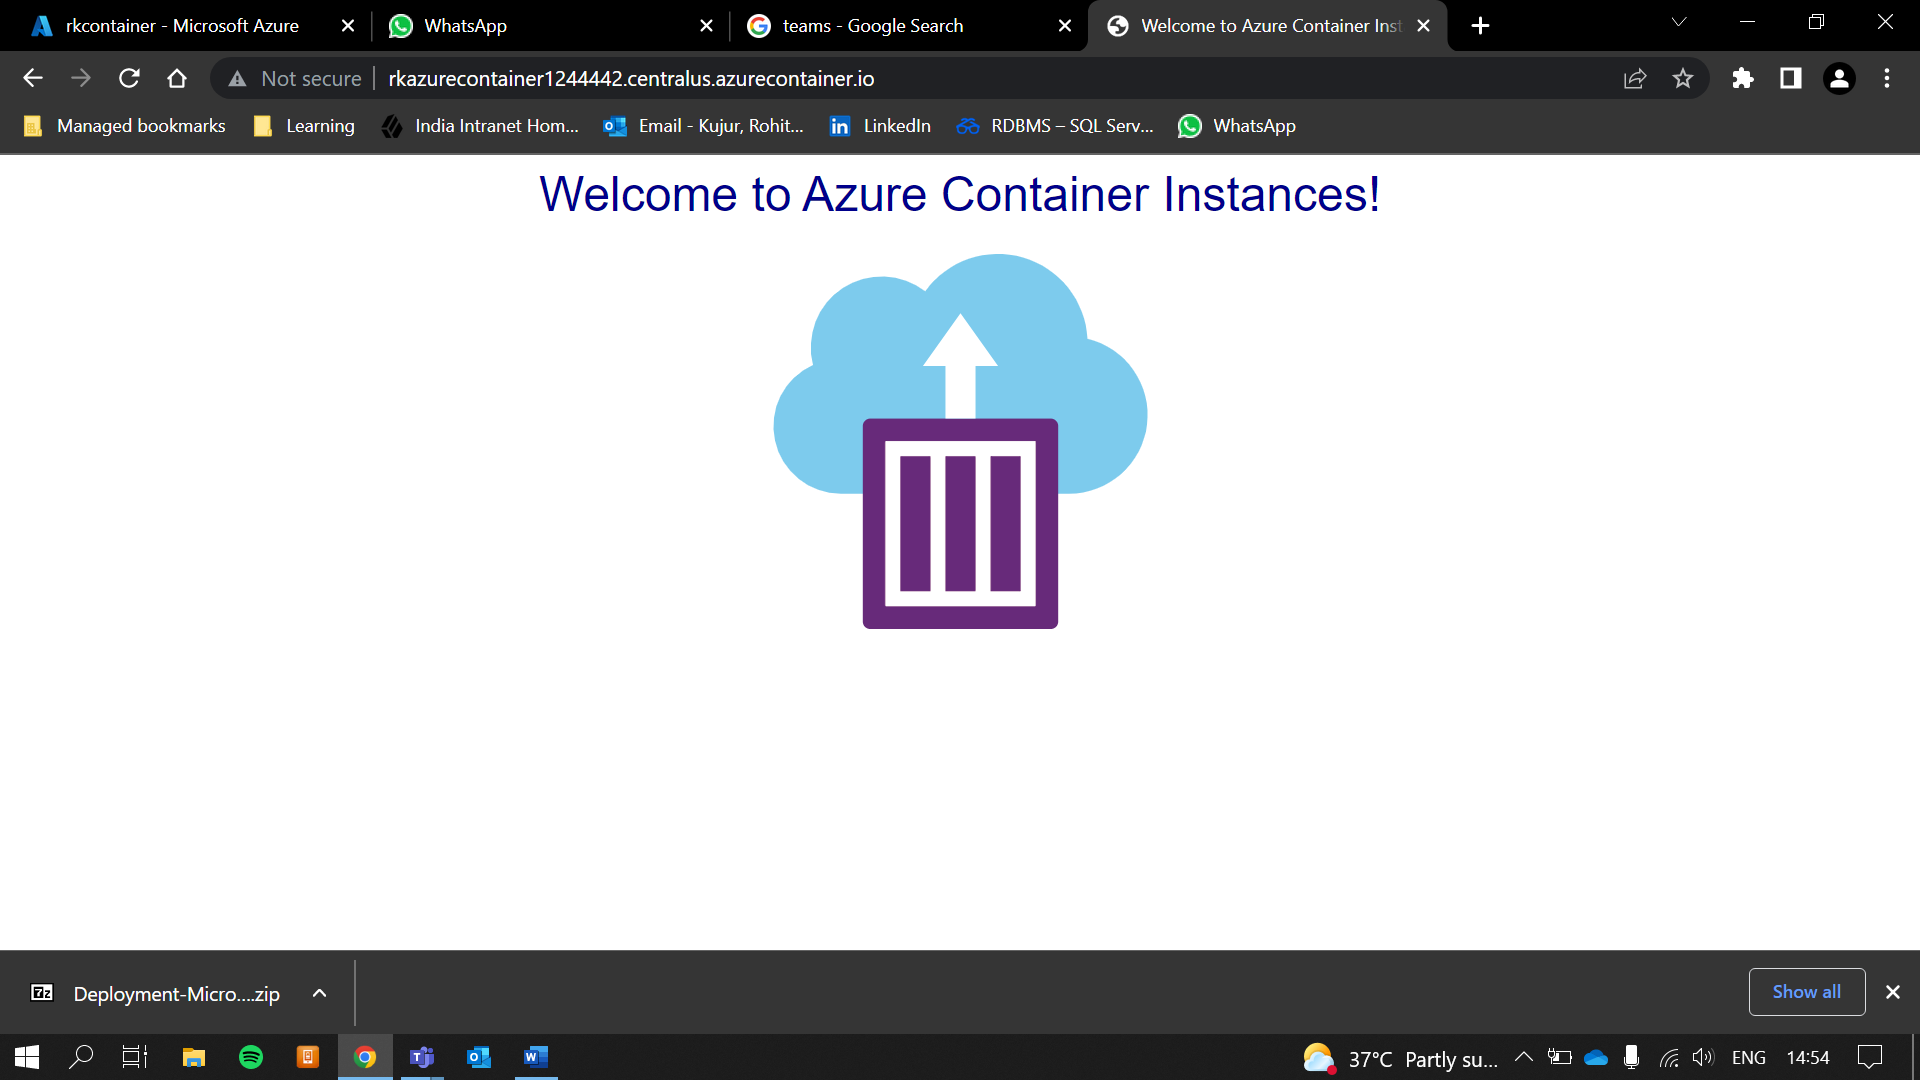 rkcontainer - Microsoft Azure
WhatsApp
teams - Google Search
Welcome to Azure Container Inst
Not secure
rkazurecontainer1244442.centralus.azurecontainer.io
Managed bookmarks
Learning
India Intranet Hom...
Email - Kujur, Rohit...
LinkedIn
RDBMS – SQL Serv...
WhatsApp
Welcome to Azure Container Instances!
7z
Deployment-Micro....zip
Show all
37°C Partly su...
ENG
14:54